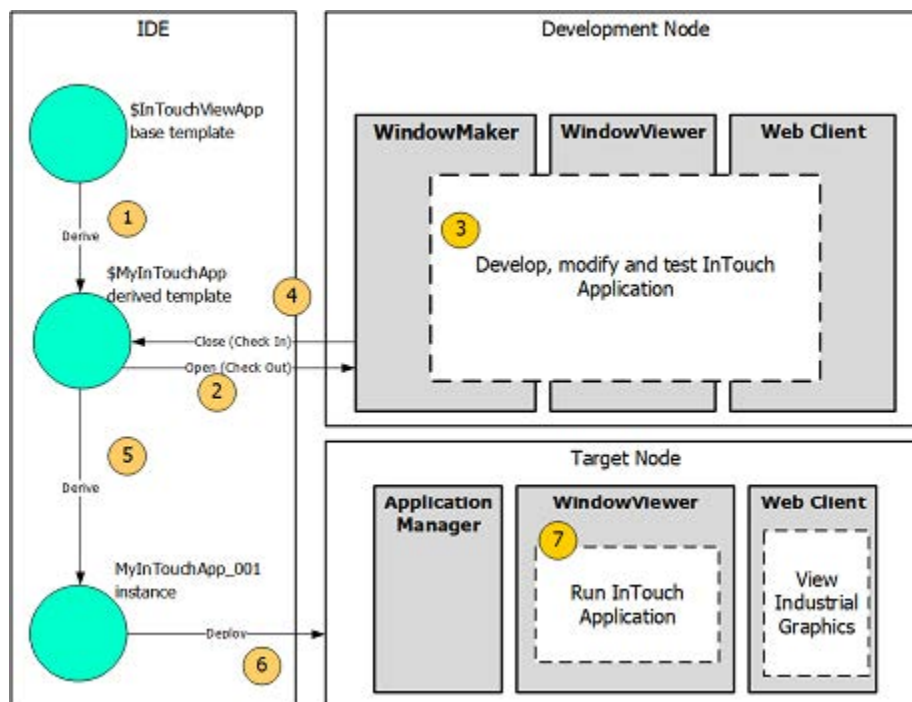 IDE
$InTouchViewApp
base template
1
Derive
$MyInTouchApp
derived template
4
Close (Check In)
Open (Check Out)
2
5
Derive
MyInTouchApp_001
instance
Deploy
6
Development Node
WindowMaker
WindowViewer
Web Client
3
Develop, modify and test InTouch
Application
Target Node
Application
Manager
WindowViewer
7
Run InTouch
Application
Web Client
View
Industrial
Graphics